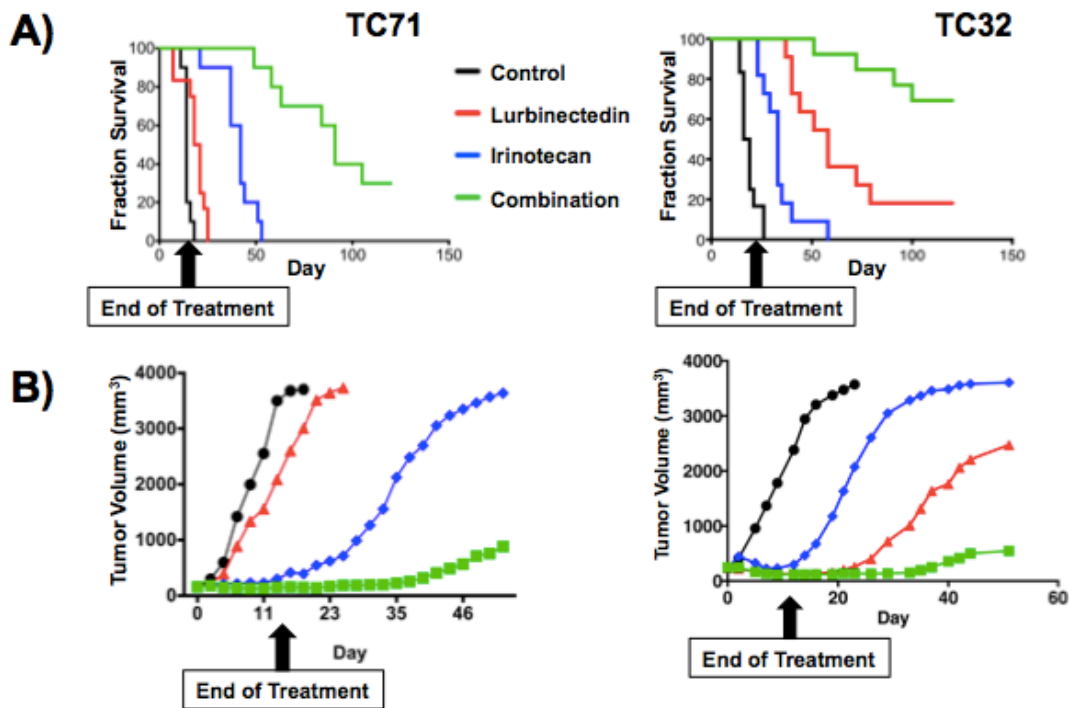 A)
TC71
TC32
Fraction Survival
100
80
60
40
20
0
0
50
100
150
Day
End of Treatment
Control
Lurbinectedin
Irinotecan
Combination
Fraction Survival
100
80
60
40
20
0
0
50
100
150
Day
End of Treatment
B)
Tumor Volume (mm³)
4000
3000
2000
1000
0
0
11
23
35
46
Day
End of Treatment
Tumor Volume (mm³)
4000
3000
2000
1000
0
0
20
40
60
Day
End of Treatment